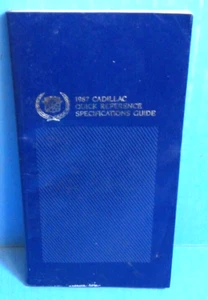 1987 CADILLAC
QUICK REFERENCE
SPECIFICATIONS GUIDE